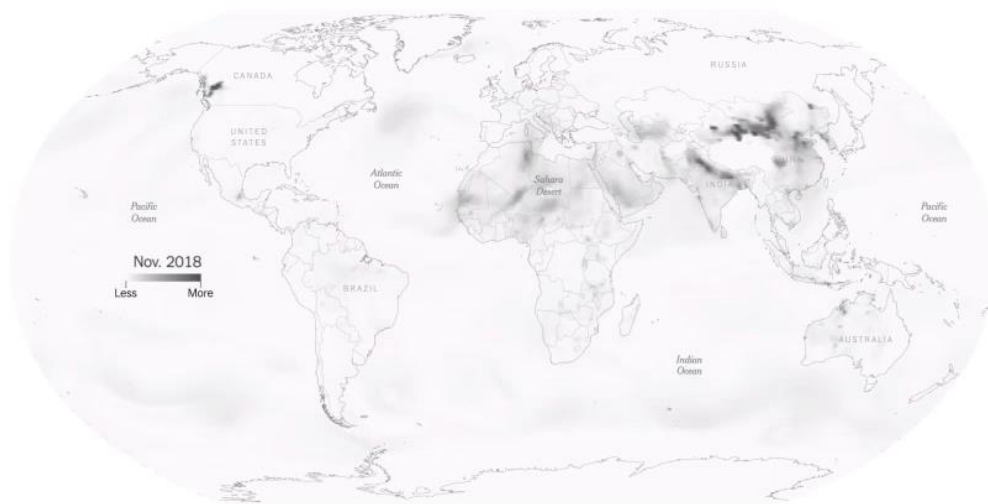 CANADA
RUSSIA
UNITED
STATES
Atlantic
Ocean
Sahara
Desert
INDIA
Pacific
Ocean
Pacific
Ocean
Nov. 2018
Less
More
BRAZIL
AUSTRALIA
Indian
Ocean